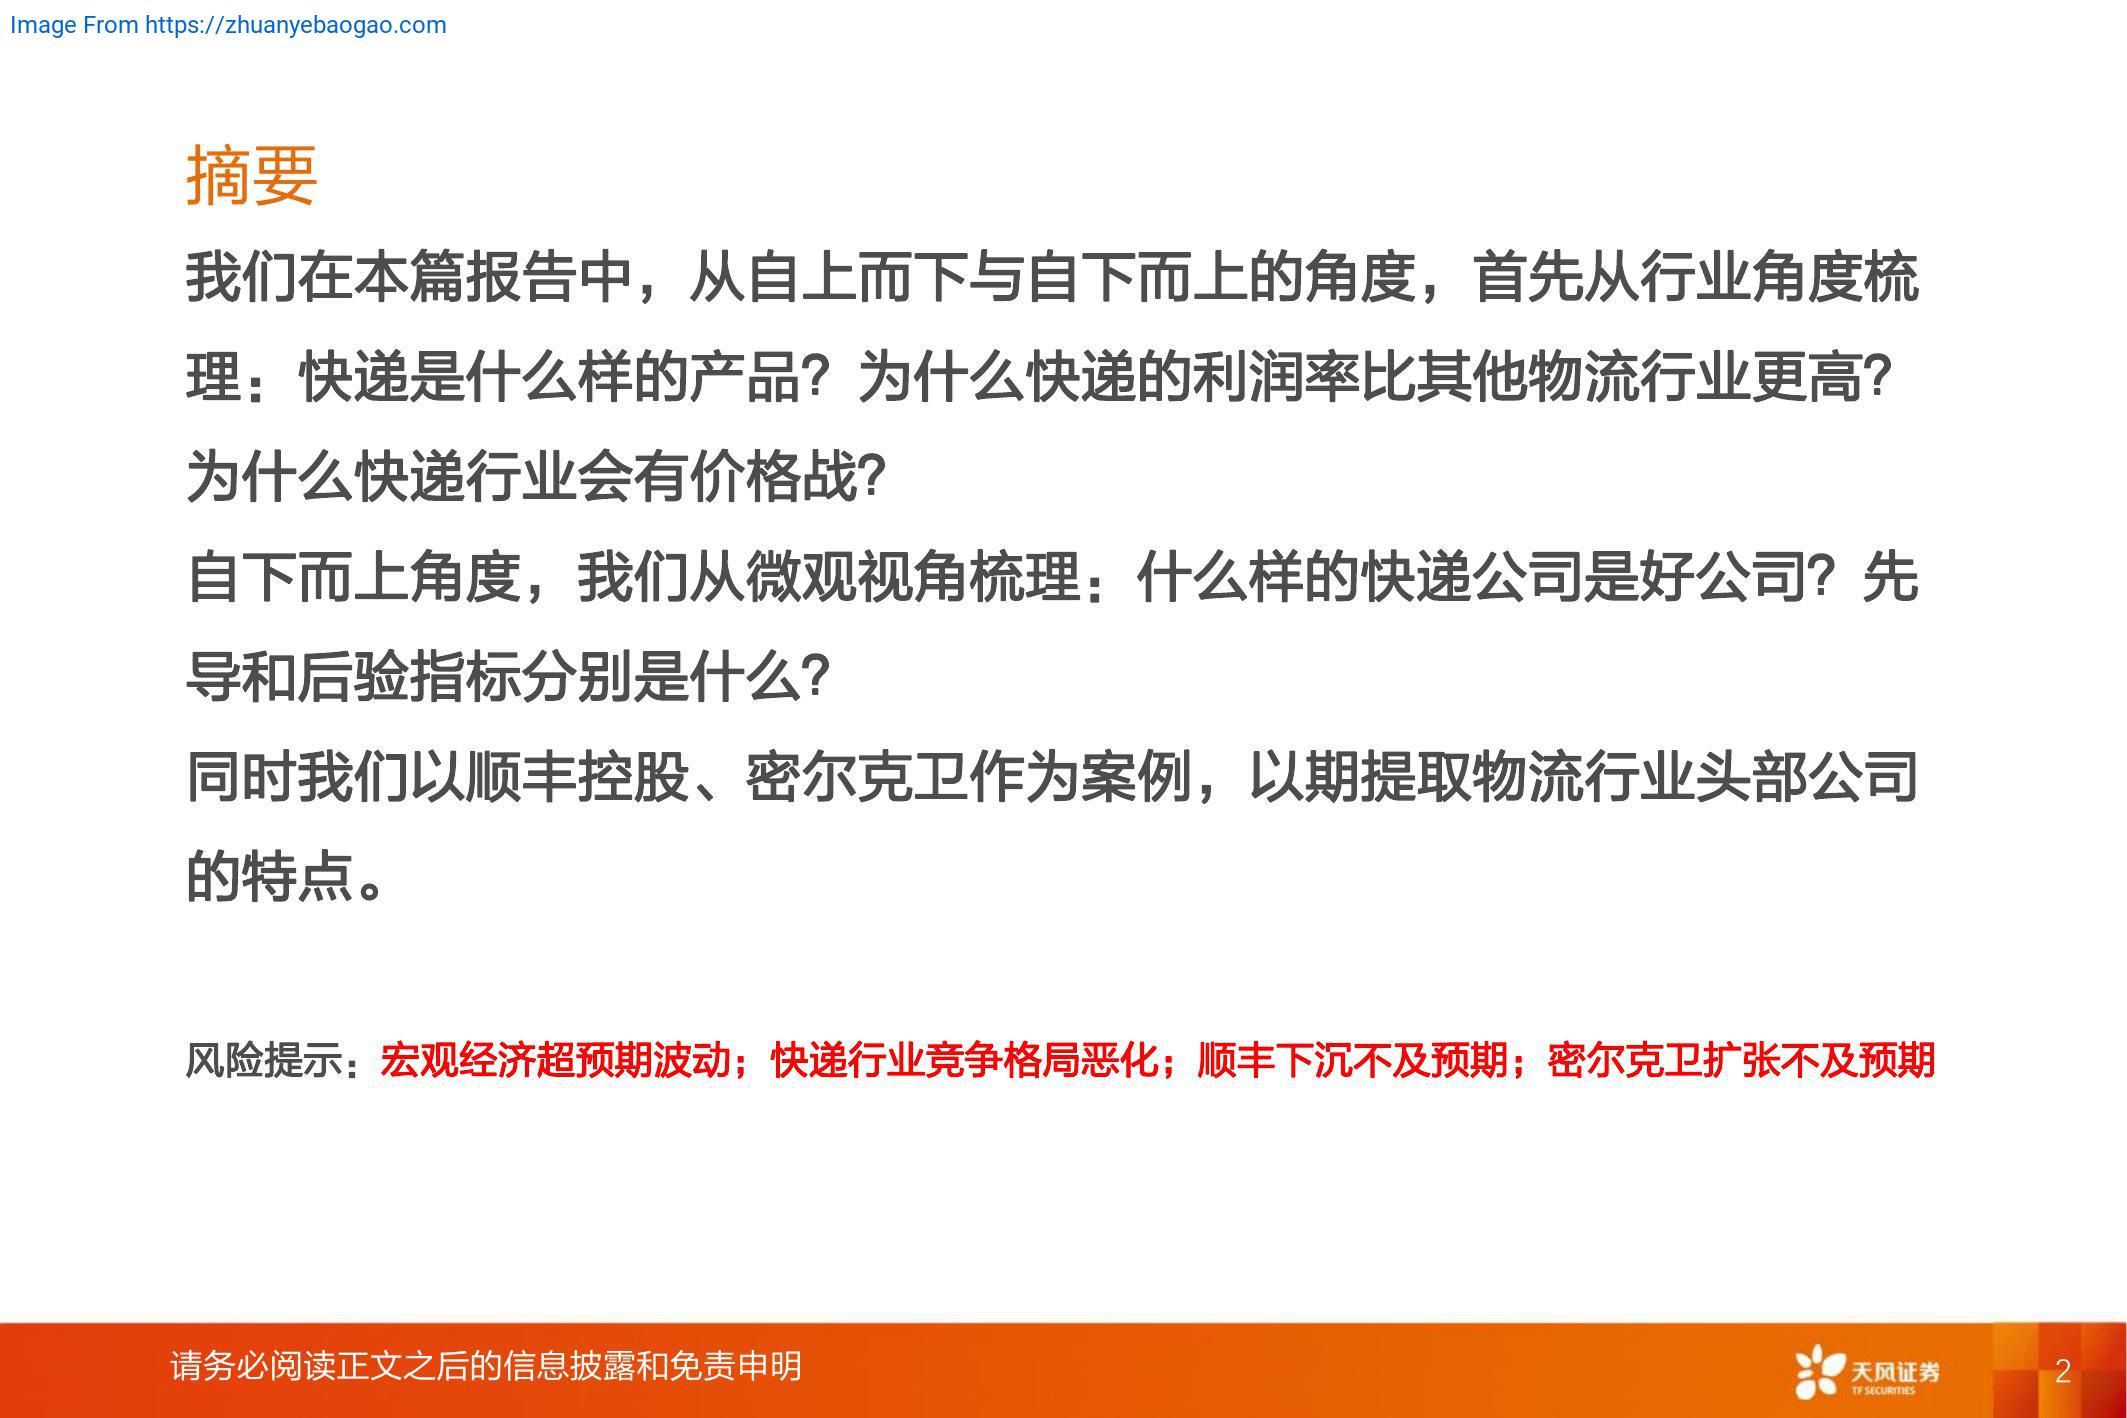 Image From https://zhuanyebaogao.com
摘要
我们在本篇报告中，从自上而下与自下而上的角度，首先从行业角度梳
理：快递是什么样的产品？为什么快递的利润率比其他物流行业更高？
为什么快递行业会有价格战？
自下而上角度，我们从微观视角梳理：什么样的快递公司是好公司？先
导和后验指标分别是什么？
同时我们以顺丰控股、密尔克卫作为案例，以期提取物流行业头部公司
的特点。
风险提示：宏观经济超预期波动；快递行业竞争格局恶化；顺丰下沉不及预期；密尔克卫扩张不及预期
请务必阅读正文之后的信息披露和免责申明
天风证券
TF SECURITIES
2